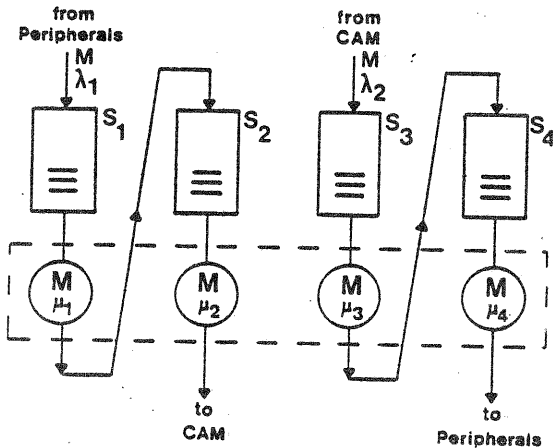 from
Peripherals
M
λ1
from
CAM
M
λ2
S1
S2
S3
S4
M
μ1
M
μ2
M
μ3
M
μ4
to
CAM
to
Peripherals